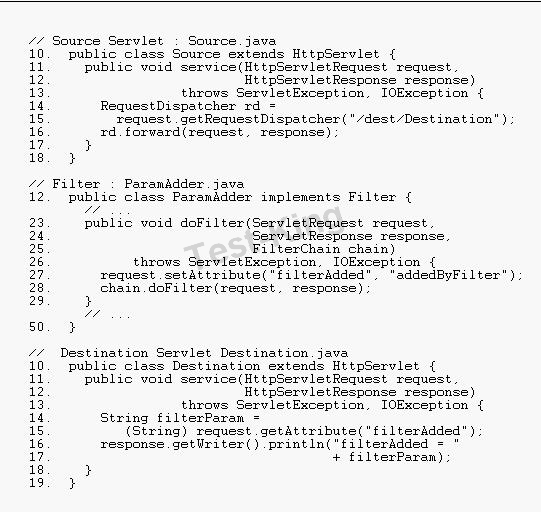 // Source Servlet : Source.java
10.  public class Source extends HttpServlet {
11.    public void service(HttpServletRequest request,
12.                        HttpServletResponse response)
13.                throws ServletException, IOException {
14.      RequestDispatcher rd =
15.        request.getRequestDispatcher("/dest/Destination");
16.      rd.forward(request, response);
17.    }
18.  }

// Filter : ParamAdder.java
12.  public class ParamAdder implements Filter {
       // ...
23.    public void doFilter(ServletRequest request,
24.                         ServletResponse response,
25.                         FilterChain chain)
26.          throws ServletException, IOException {
27.      request.setAttribute("filterAdded", "addedByFilter");
28.      chain.doFilter(request, response);
29.    }
       // ...
50.  }

//  Destination Servlet Destination.java
10.  public class Destination extends HttpServlet {
11.    public void service(HttpServletRequest request,
12.                        HttpServletResponse response)
13.                throws ServletException, IOException {
14.      String filterParam =
15.         (String) request.getAttribute("filterAdded");
16.      response.getWriter().println("filterAdded = "
17.                                   + filterParam);
18.    }
19.  }